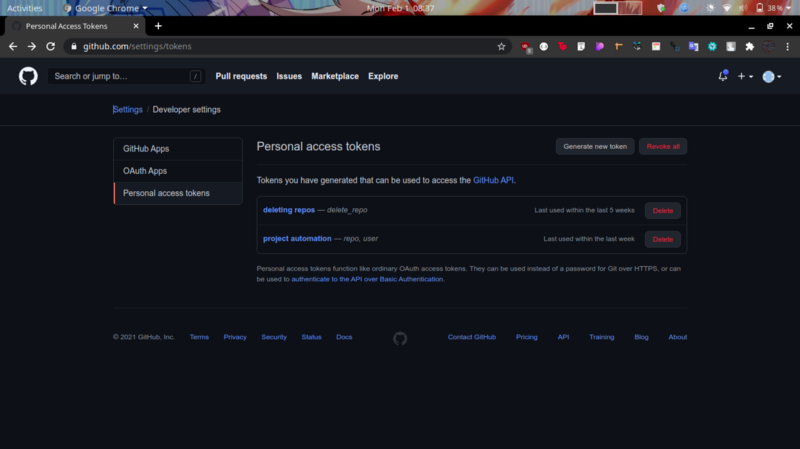 Activities
Google Chrome
Mon Feb 1 08:37
38 %
Personal Access Tokens
github.com/settings/tokens
Search or jump to…
/
Pull requests
Issues
Marketplace
Explore
Settings / Developer settings
GitHub Apps
OAuth Apps
Personal access tokens
Personal access tokens
Generate new token
Revoke all
Tokens you have generated that can be used to access the GitHub API.
deleting repos — delete_repo
Last used within the last 5 weeks
Delete
project automation — repo, user
Last used within the last week
Delete
Personal access tokens function like ordinary OAuth access tokens. They can be used instead of a password for Git over HTTPS, or can
be used to authenticate to the API over Basic Authentication.
© 2021 GitHub, Inc.
Terms
Privacy
Security
Status
Docs
Contact GitHub
Pricing
API
Training
Blog
About